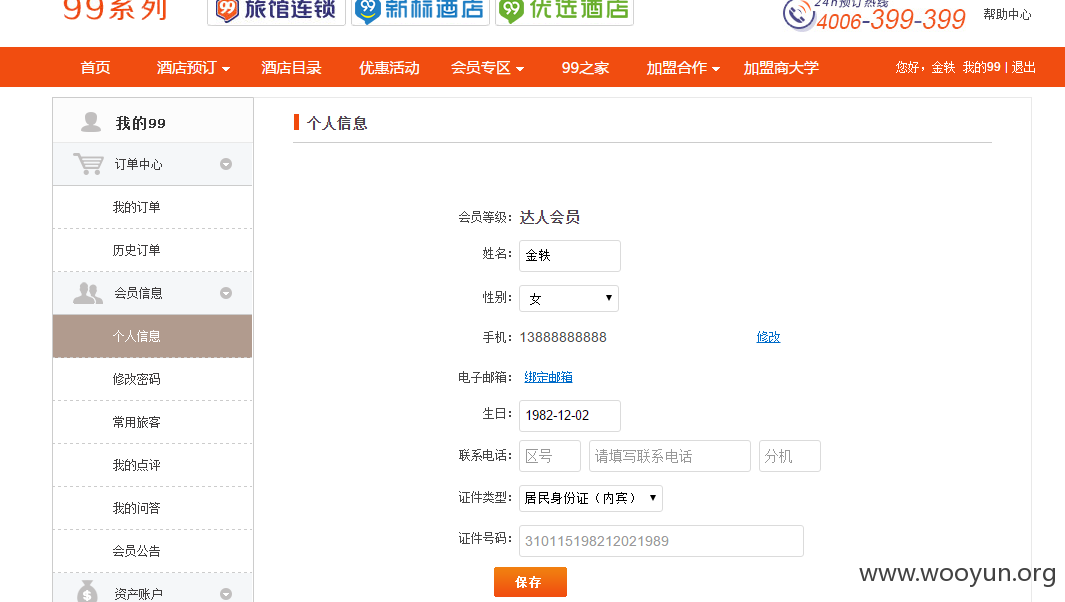 99系列 99 旅馆连锁 99 新标酒店 99 优选酒店 24h预订热线 4006-399-399 帮助中心
首页 酒店预订 酒店目录 优惠活动 会员专区 99之家 加盟合作 加盟商大学 您好，金轶 我的99 | 退出
我的99
订单中心
我的订单
历史订单
会员信息
个人信息
修改密码
常用旅客
我的点评
我的问答
会员公告
资产账户
个人信息
会员等级：达人会员
姓名：金轶
性别：女
手机：13888888888 修改
电子邮箱：绑定邮箱
生日：1982-12-02
联系电话：区号 请填写联系电话 分机
证件类型：居民身份证（内宾）
证件号码：310115198212021989
保存
www.wooyun.org